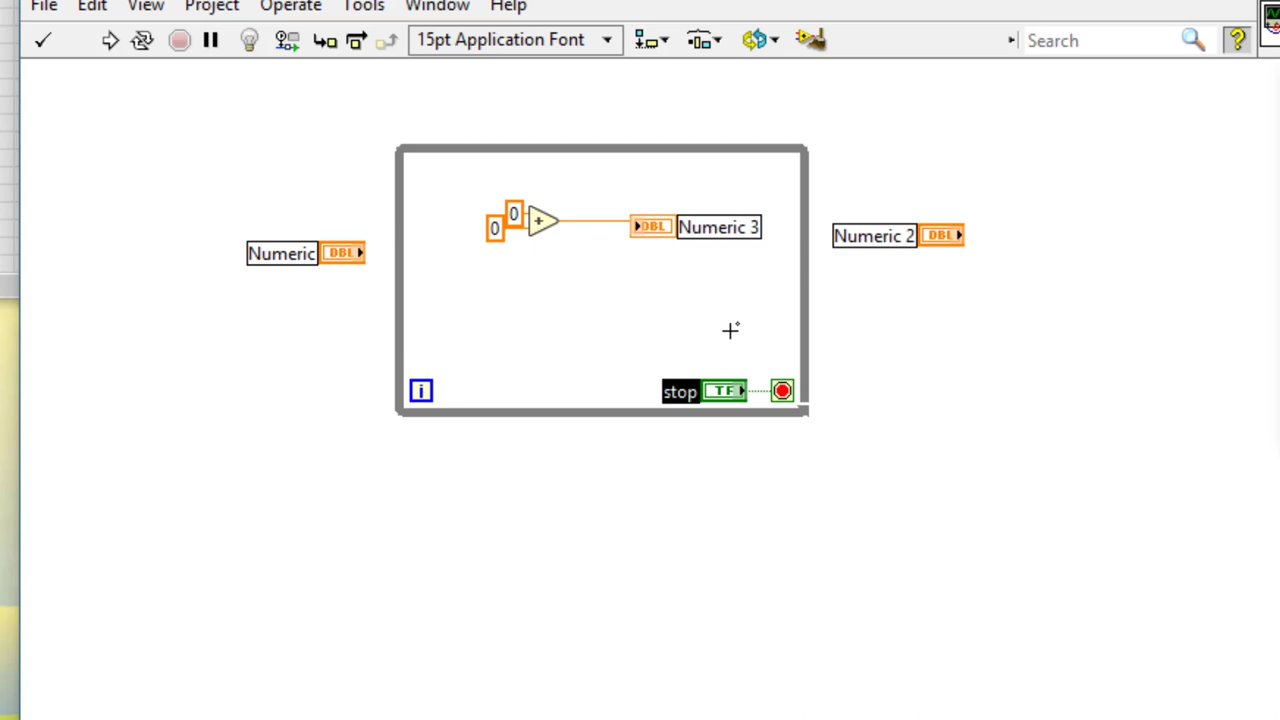 File Edit View Project Operate Tools Window Help
15pt Application Font Search ?
0
0 + DBL Numeric 3
Numeric DBL
Numeric 2 DBL
i stop TF